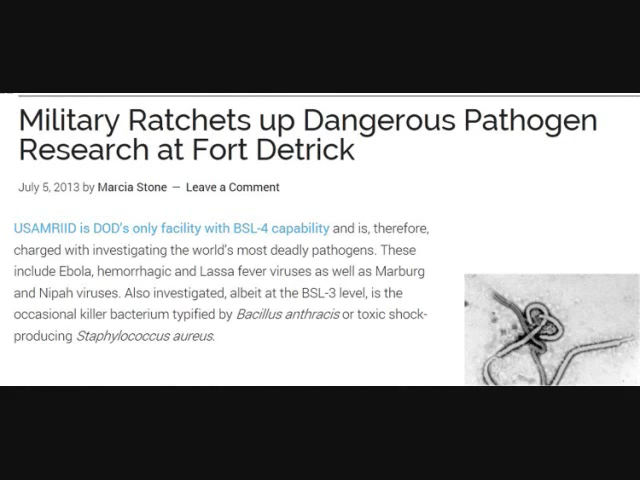 Military Ratchets up Dangerous Pathogen
Research at Fort Detrick
July 5, 2013 by Marcia Stone — Leave a Comment
USAMRIID is DOD's only facility with BSL-4 capability and is, therefore,
charged with investigating the world's most deadly pathogens. These
include Ebola, hemorrhagic and Lassa fever viruses as well as Marburg
and Nipah viruses. Also investigated, albeit at the BSL-3 level, is the
occasional killer bacterium typified by Bacillus anthracis or toxic shock-
producing Staphylococcus aureus.